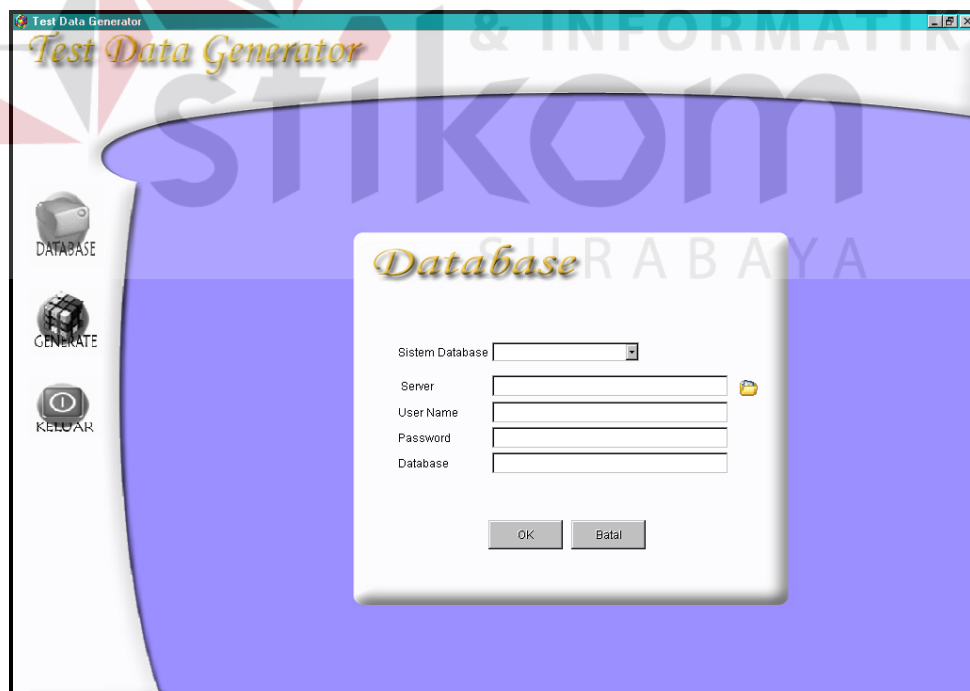 Test Data Generator
& INFORMATIK
Test Data Generator
stikom
SURABAYA
DATABASE
GENERATE
KELUAR
Database
Sistem Database
Server
User Name
Password
Database
OK Batal